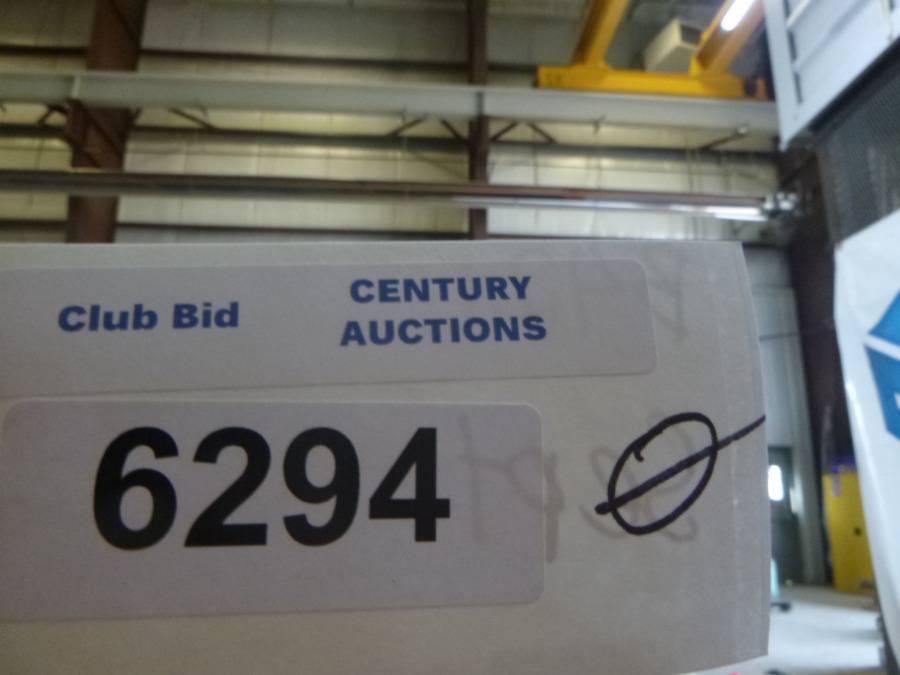 Club Bid
CENTURY
AUCTIONS
6294